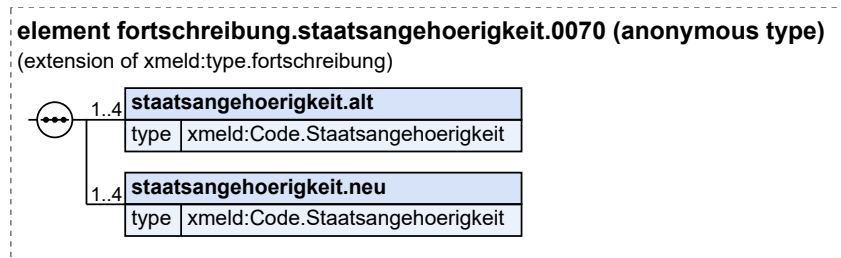 element fortschreibung.staatsangehoerigkeit.0070 (anonymous type)
(extension of xmeld:type.fortschreibung)
1..4 staatsangehoerigkeit.alt
type xmeld:Code.Staatsangehoerigkeit
1..4 staatsangehoerigkeit.neu
type xmeld:Code.Staatsangehoerigkeit